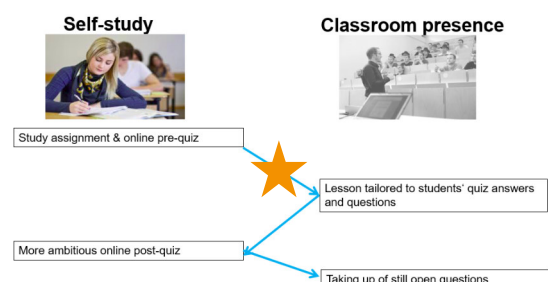 Self-study
Classroom presence
Study assignment & online pre-quiz
Lesson tailored to students' quiz answers
and questions
More ambitious online post-quiz
Taking up of still open questions